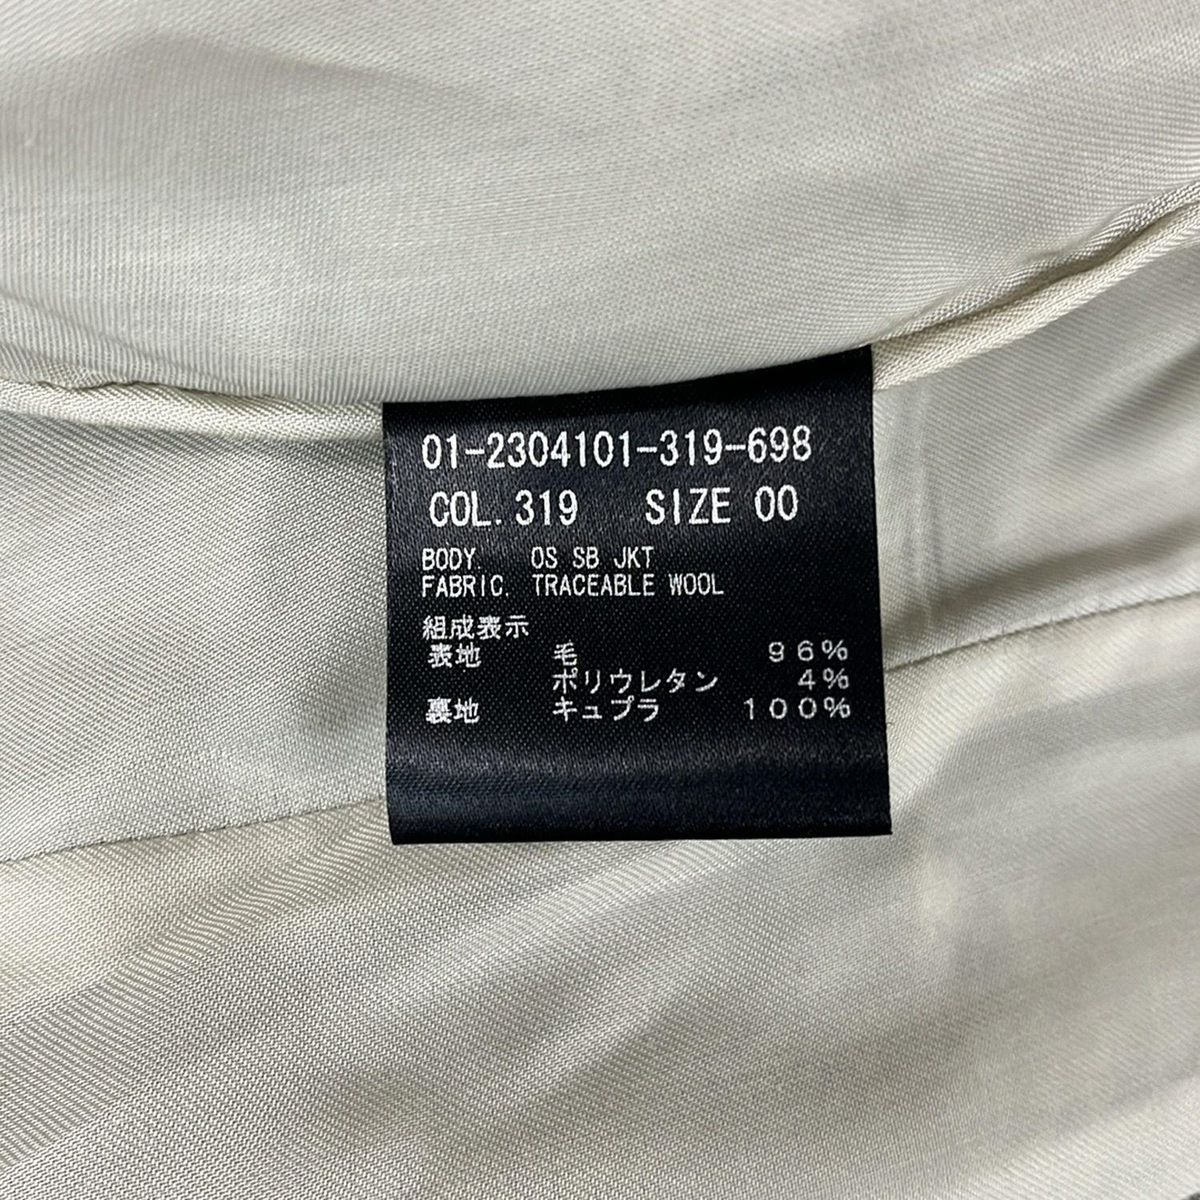 01-2304101-319-698
COL.319 SIZE 00
BODY. OS SB JKT
FABRIC. TRACEABLE WOOL
組成表示
表地 毛 96%
ポリウレタン 4%
裏地 キュプラ 100%